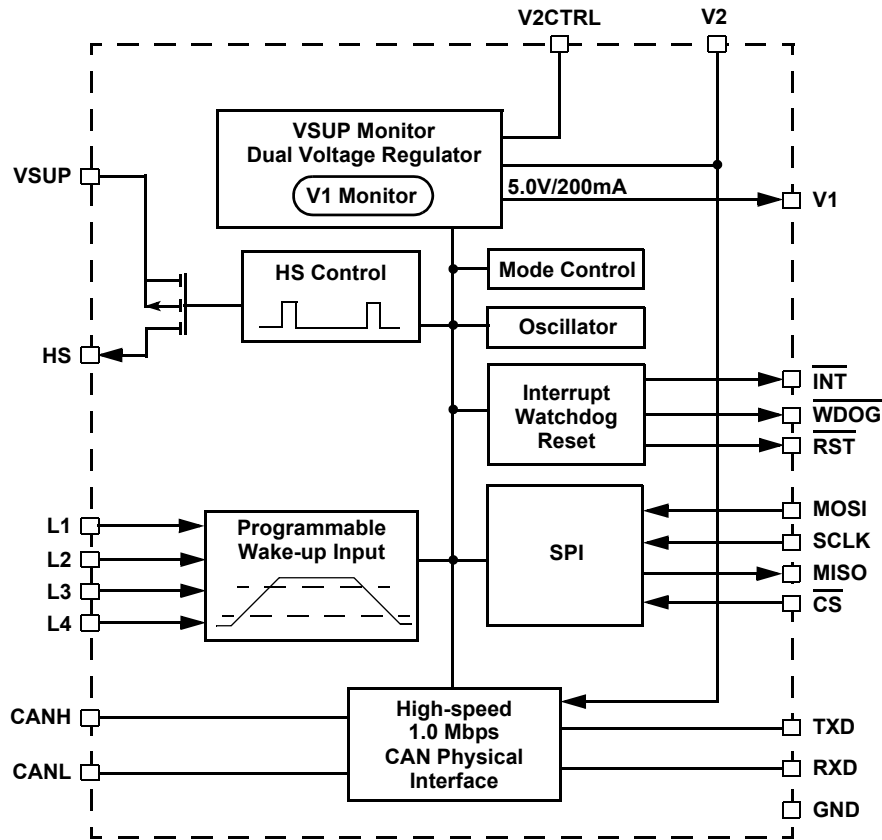 V2CTRL
V2
VSUP Monitor
Dual Voltage Regulator
V1 Monitor
VSUP
5.0V/200mA
V1
HS Control
Mode Control
Oscillator
HS
Interrupt
Watchdog
Reset
INT
WDOG
RST
L1
L2
L3
L4
Programmable
Wake-up Input
SPI
MOSI
SCLK
MISO
CS
CANH
CANL
High-speed
1.0 Mbps
CAN Physical
Interface
TXD
RXD
GND